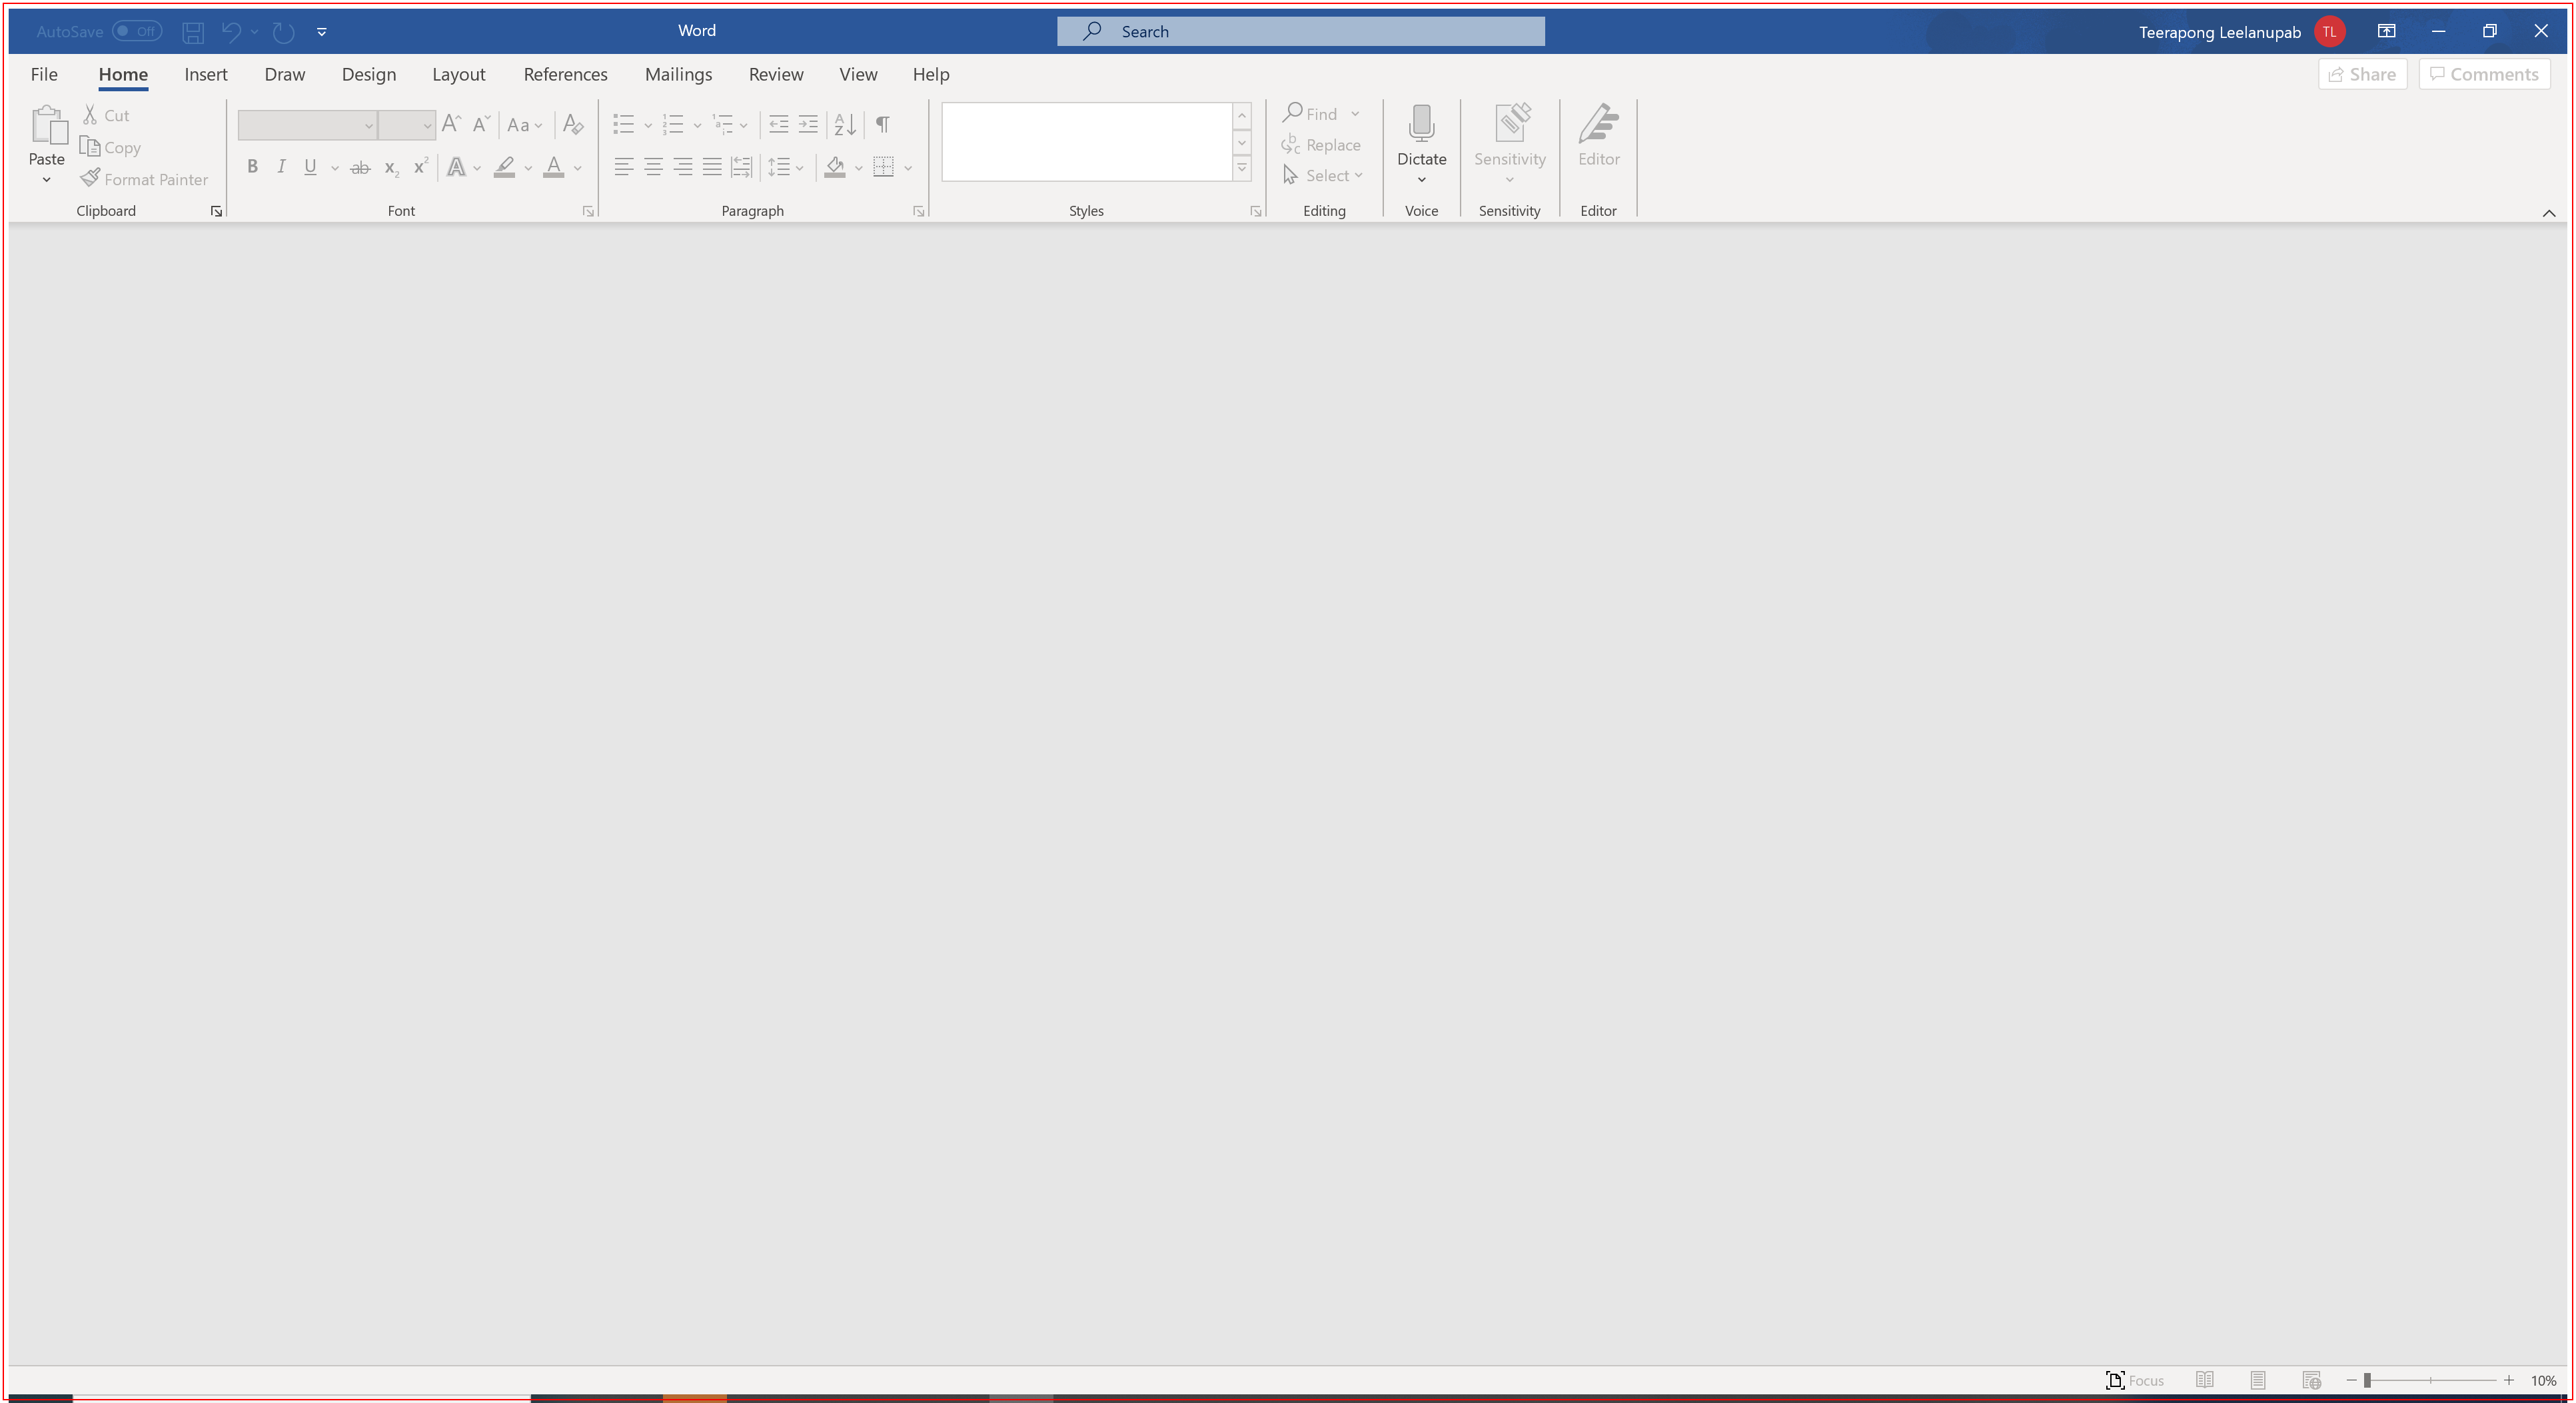 AutoSave Off Word Search Teerapong Leelanupab TL
File Home Insert Draw Design Layout References Mailings Review View Help Share Comments
Paste Cut Copy Format Painter
Clipboard
Aa
B I U ab x₂ x² A A
Font
Paragraph
Styles
Find
Replace
Select
Editing
Dictate
Voice
Sensitivity
Sensitivity
Editor
Editor
Focus 10%